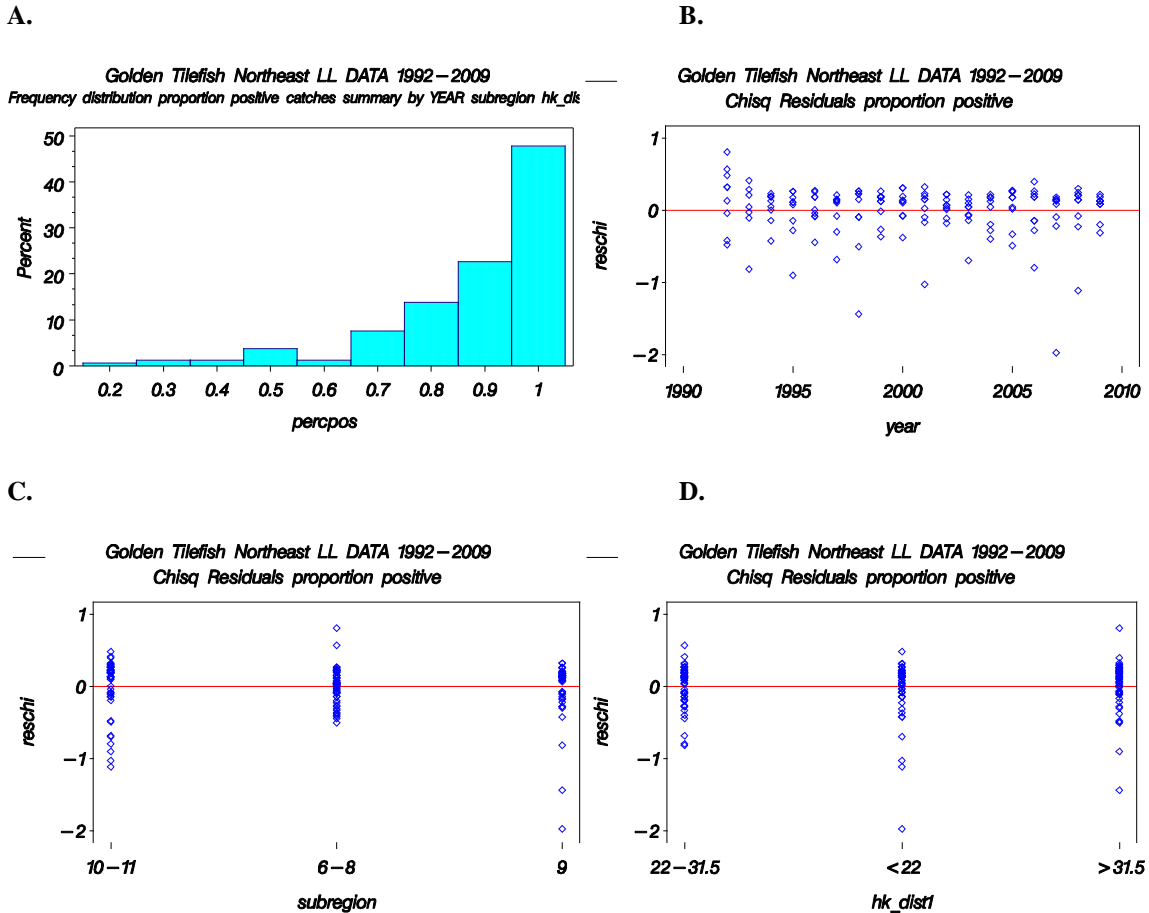 A.
Golden Tilefish Northeast LL DATA 1992−2009
Frequency distribution proportion positive catches summary by YEAR subregion hk_dis
50
40
30
20
10
0
Percent
0.2 0.3 0.4 0.5 0.6 0.7 0.8 0.9 1
percpos
B.
Golden Tilefish Northeast LL DATA 1992−2009
Chisq Residuals proportion positive
1
0
−1
−2
reschi
1990 1995 2000 2005 2010
year
C.
Golden Tilefish Northeast LL DATA 1992−2009
Chisq Residuals proportion positive
1
0
−1
−2
reschi
10−11 6−8 9
subregion
D.
Golden Tilefish Northeast LL DATA 1992−2009
Chisq Residuals proportion positive
1
0
−1
−2
reschi
22−31.5 <22 >31.5
hk_dist1